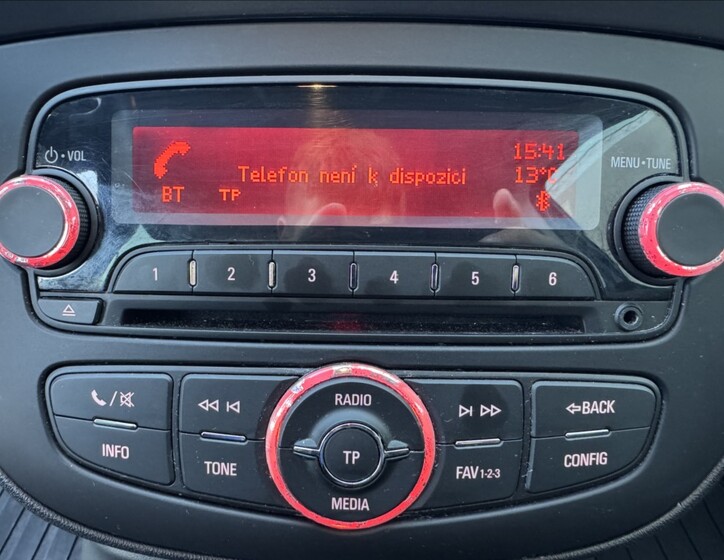 ⏻•VOL
MENU•TUNE
15:41
Telefon není k dispozici
13°C
BT TP
1 2 3 4 5 6
RADIO
BACK
INFO
TONE
TP
FAV1-2-3
CONFIG
MEDIA